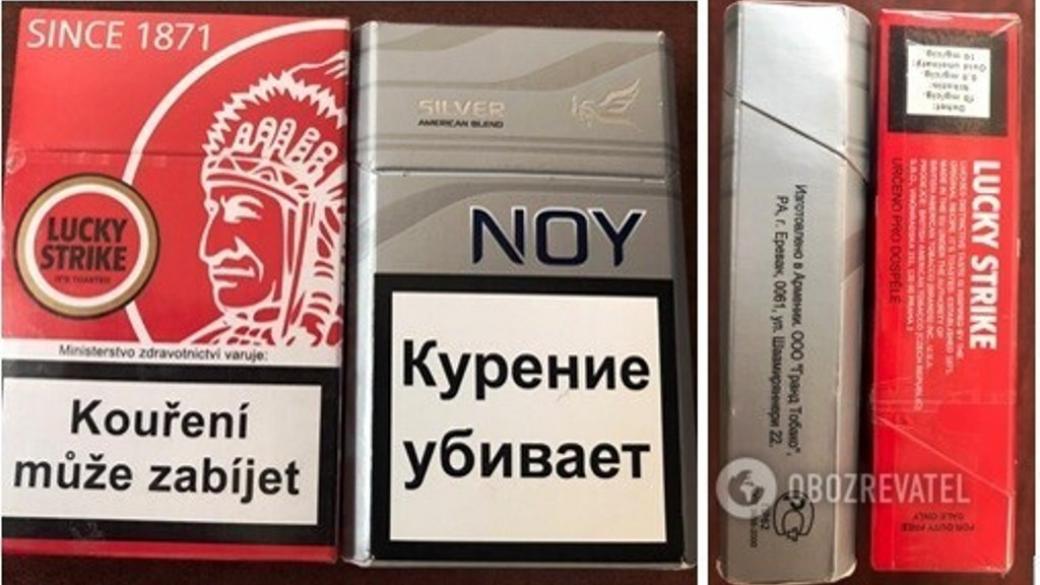 SINCE 1871
LUCKY
STRIKE
IT'S TOASTED
Ministerstvo zdravotnictví varuje:
Kouření
může zabíjet
SILVER
AMERICAN BLEND
NOY
Курение
убивает
Изготовлено в Армении. ООО "Гранд Тобако",
РА, г. Ереван, 0061, ул. Шаамиряннери 22.
LUCKY STRIKE
URČENO PRO DOSPĚLÉ
FOR DUTY FREE
SALE ONLY
OBOZREVATEL